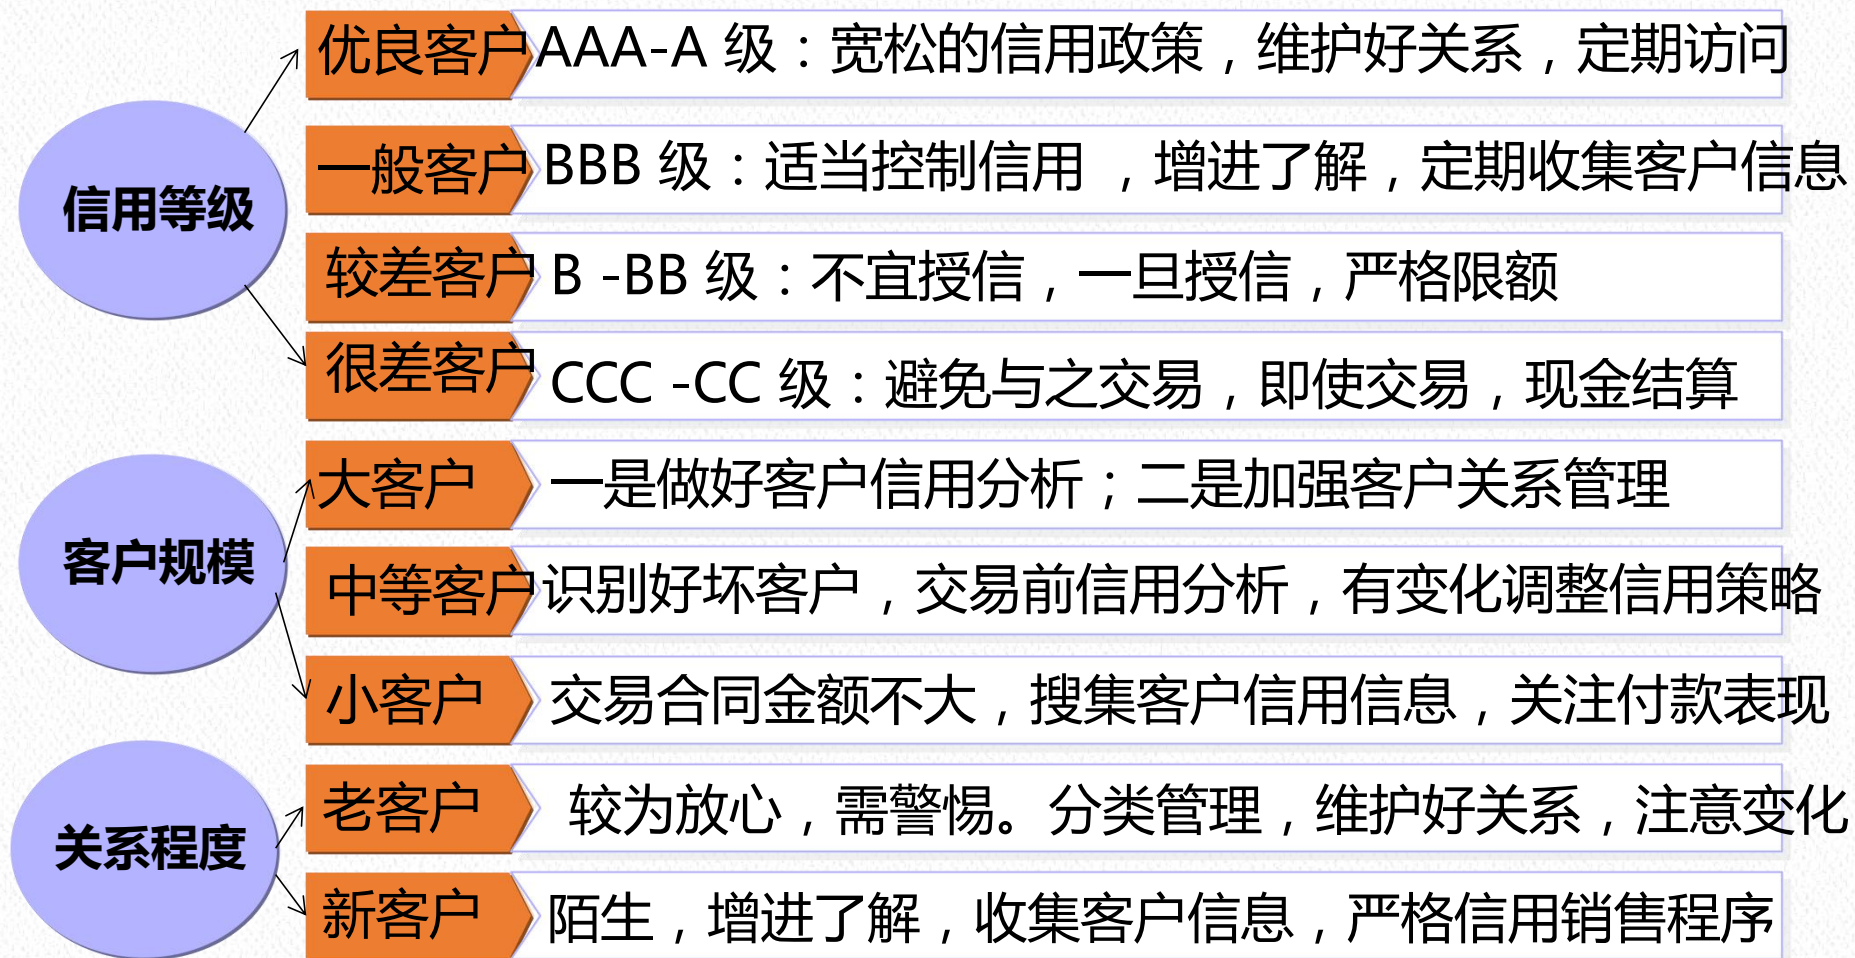 信用等级
优良客户 AAA-A 级：宽松的信用政策，维护好关系，定期访问
一般客户 BBB 级：适当控制信用 ，增进了解，定期收集客户信息
较差客户 B -BB 级：不宜授信，一旦授信，严格限额
很差客户 CCC -CC 级：避免与之交易，即使交易，现金结算
客户规模
大客户 一是做好客户信用分析；二是加强客户关系管理
中等客户 识别好坏客户，交易前信用分析，有变化调整信用策略
小客户 交易合同金额不大，搜集客户信用信息，关注付款表现
关系程度
老客户 较为放心，需警惕。分类管理，维护好关系，注意变化
新客户 陌生，增进了解，收集客户信息，严格信用销售程序